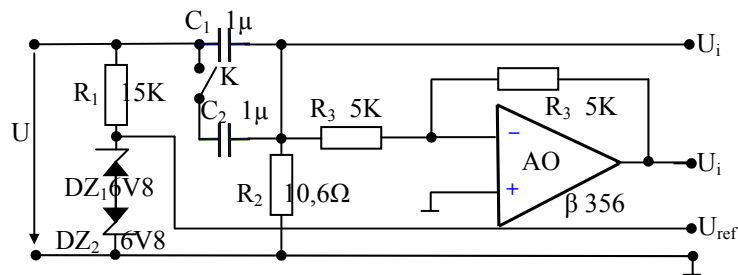 C1 1μ
Ui
K
R1 15K
C2 1μ
R3 5K
R3 5K
U
−
AO
Ui
DZ1 6V8
R2 10,6Ω
+
β 356
Uref
DZ2 6V8